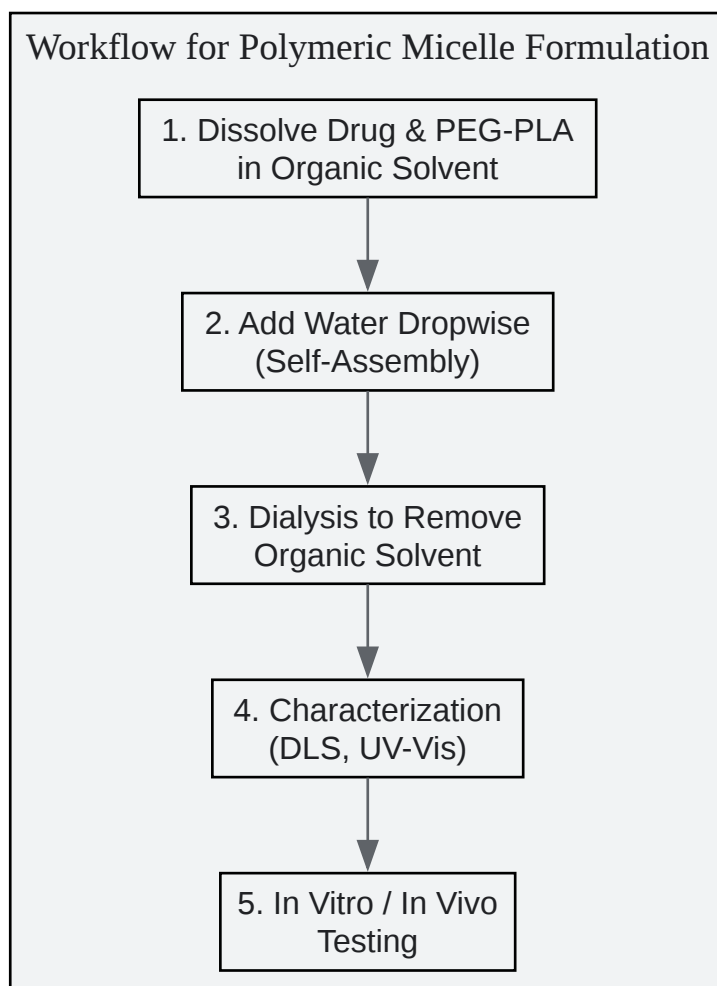 Workflow for Polymeric Micelle Formulation
1. Dissolve Drug & PEG-PLA
in Organic Solvent
2. Add Water Dropwise
(Self-Assembly)
3. Dialysis to Remove
Organic Solvent
4. Characterization
(DLS, UV-Vis)
5. In Vitro / In Vivo
Testing